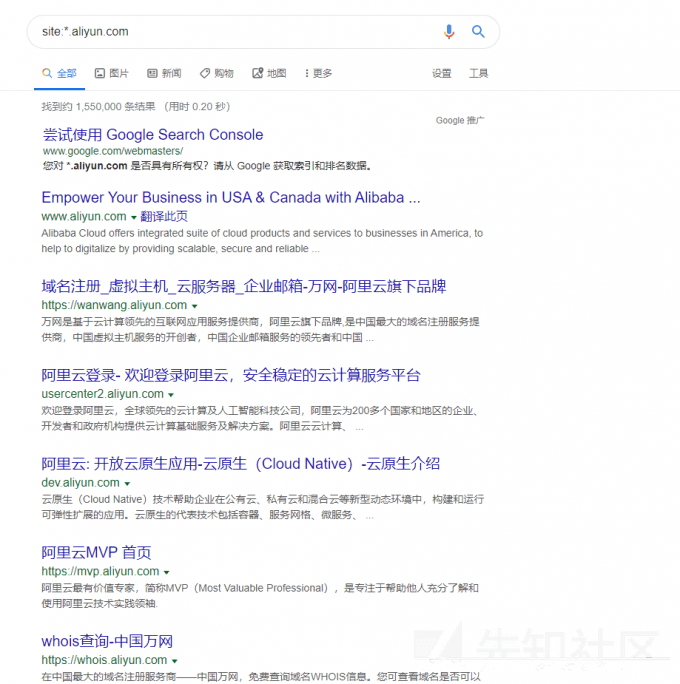 site:*.aliyun.com
全部 图片 新闻 购物 地图 更多 设置 工具
找到约 1,550,000 条结果 （用时 0.20 秒）
Google 推广
尝试使用 Google Search Console
www.google.com/webmasters/
您对 *.aliyun.com 是否具有所有权？请从 Google 获取索引和排名数据。
Empower Your Business in USA & Canada with Alibaba ...
www.aliyun.com 翻译此页
Alibaba Cloud offers integrated suite of cloud products and services to businesses in America, to
help to digitalize by providing scalable, secure and reliable ...
域名注册_虚拟主机_云服务器_企业邮箱-万网-阿里云旗下品牌
https://wanwang.aliyun.com
万网是基于云计算领先的互联网应用服务提供商，阿里云旗下品牌,是中国最大的域名注册服务提
供商，中国虚拟主机服务的开创者，中国企业邮箱服务的领先者和中国 ...
阿里云登录- 欢迎登录阿里云，安全稳定的云计算服务平台
usercenter2.aliyun.com
欢迎登录阿里云，全球领先的云计算及人工智能科技公司，阿里云为200多个国家和地区的企业、
开发者和政府机构提供云计算基础服务及解决方案。阿里云云计算、 ...
阿里云: 开放云原生应用-云原生（Cloud Native）-云原生介绍
dev.aliyun.com
云原生（Cloud Native）技术帮助企业在公有云、私有云和混合云等新型动态环境中，构建和运行
可弹性扩展的应用。云原生的代表技术包括容器、服务网格、微服务、 ...
阿里云MVP 首页
https://mvp.aliyun.com
阿里云最有价值专家，简称MVP（Most Valuable Professional），是专注于帮助他人充分了解和
使用阿里云技术实践领袖.
whois查询-中国万网
https://whois.aliyun.com
在中国最大的域名注册服务商——中国万网，免费查询域名WHOIS信息。您可查看域名是否可以
先知社区